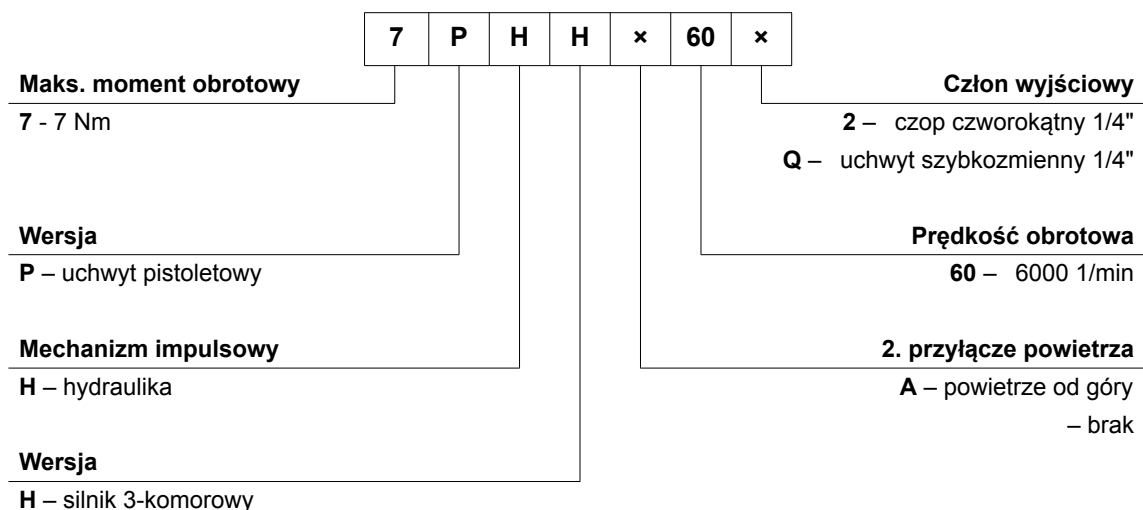 7 P H H × 60 ×
Maks. moment obrotowy
7 - 7 Nm
Wersja
P – uchwyt pistoletowy
Mechanizm impulsowy
H – hydraulika
Wersja
H – silnik 3-komorowy
Człon wyjściowy
2 – czop czworokątny 1/4"
Q – uchwyt szybkozmienny 1/4"
Prędkość obrotowa
60 – 6000 1/min
2. przyłącze powietrza
A – powietrze od góry
– brak